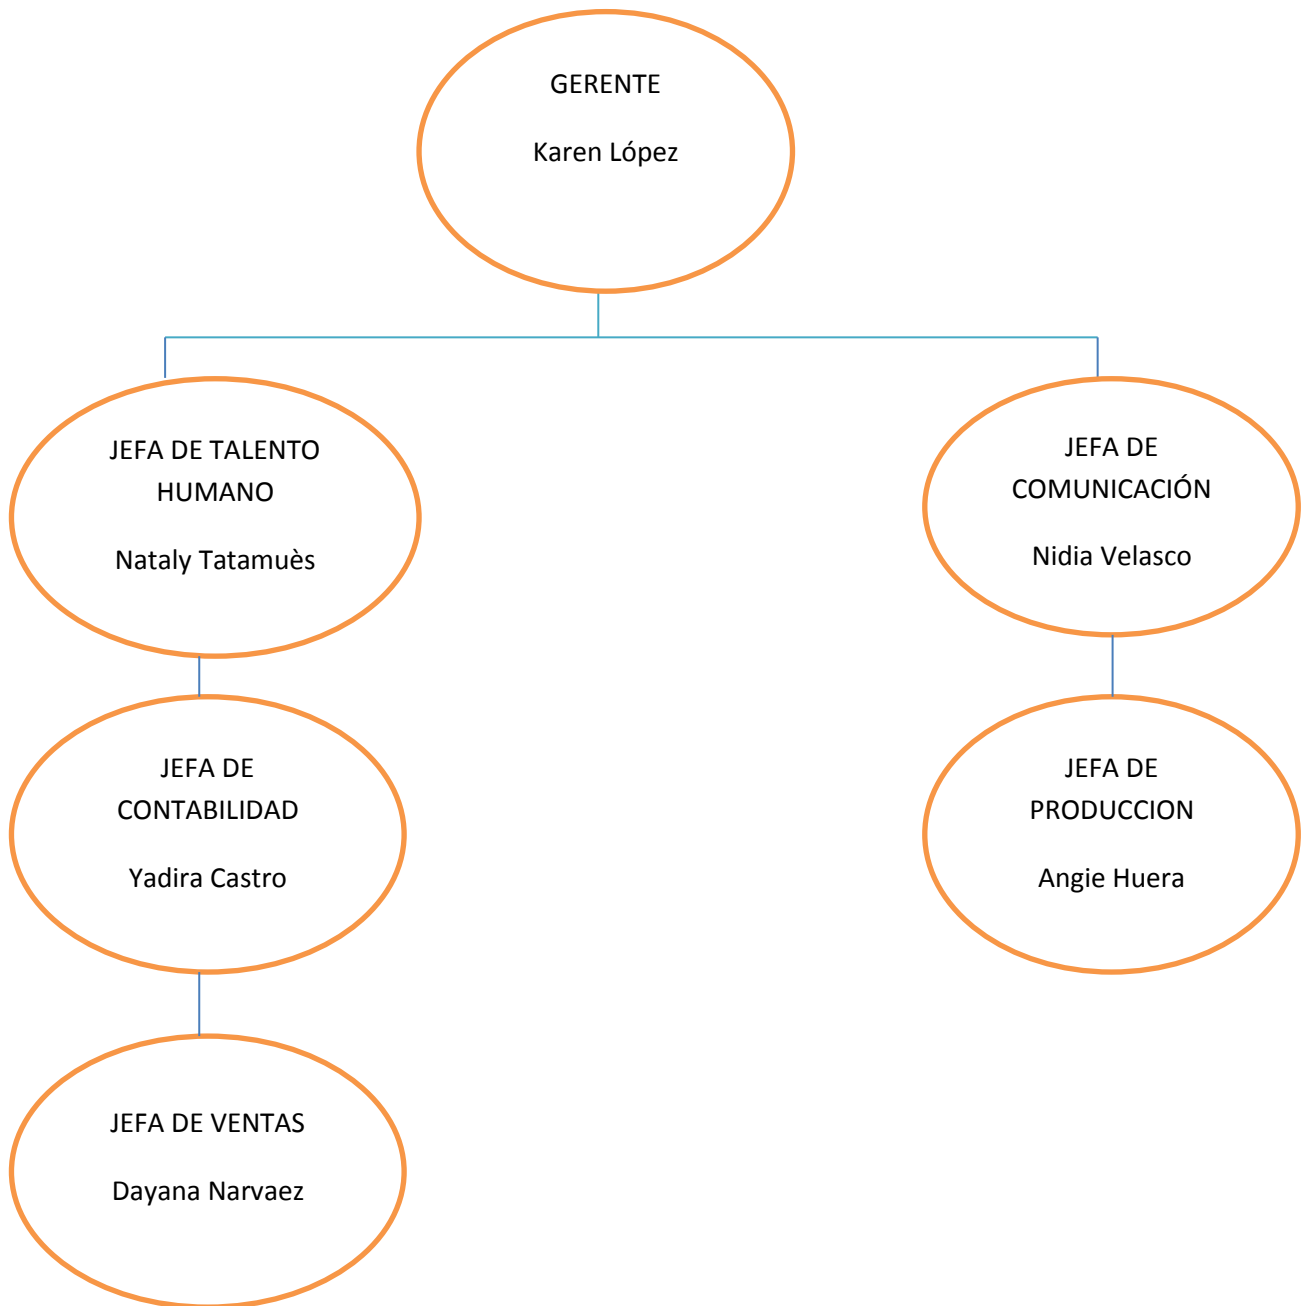 GERENTE
Karen López
JEFA DE TALENTO
HUMANO
Nataly Tatamuès
JEFA DE
COMUNICACIÓN
Nidia Velasco
JEFA DE
CONTABILIDAD
Yadira Castro
JEFA DE
PRODUCCION
Angie Huera
JEFA DE VENTAS
Dayana Narvaez